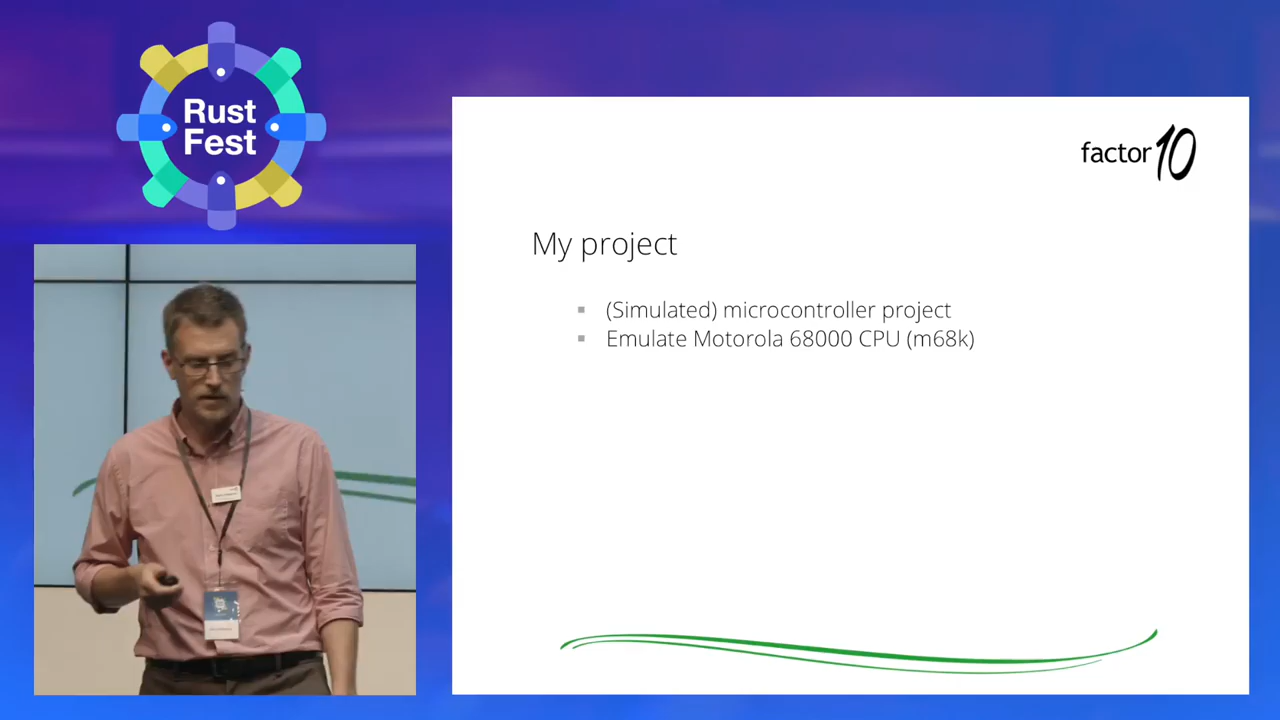 Rust
Fest
factor10
My project
(Simulated) microcontroller project
Emulate Motorola 68000 CPU (m68k)